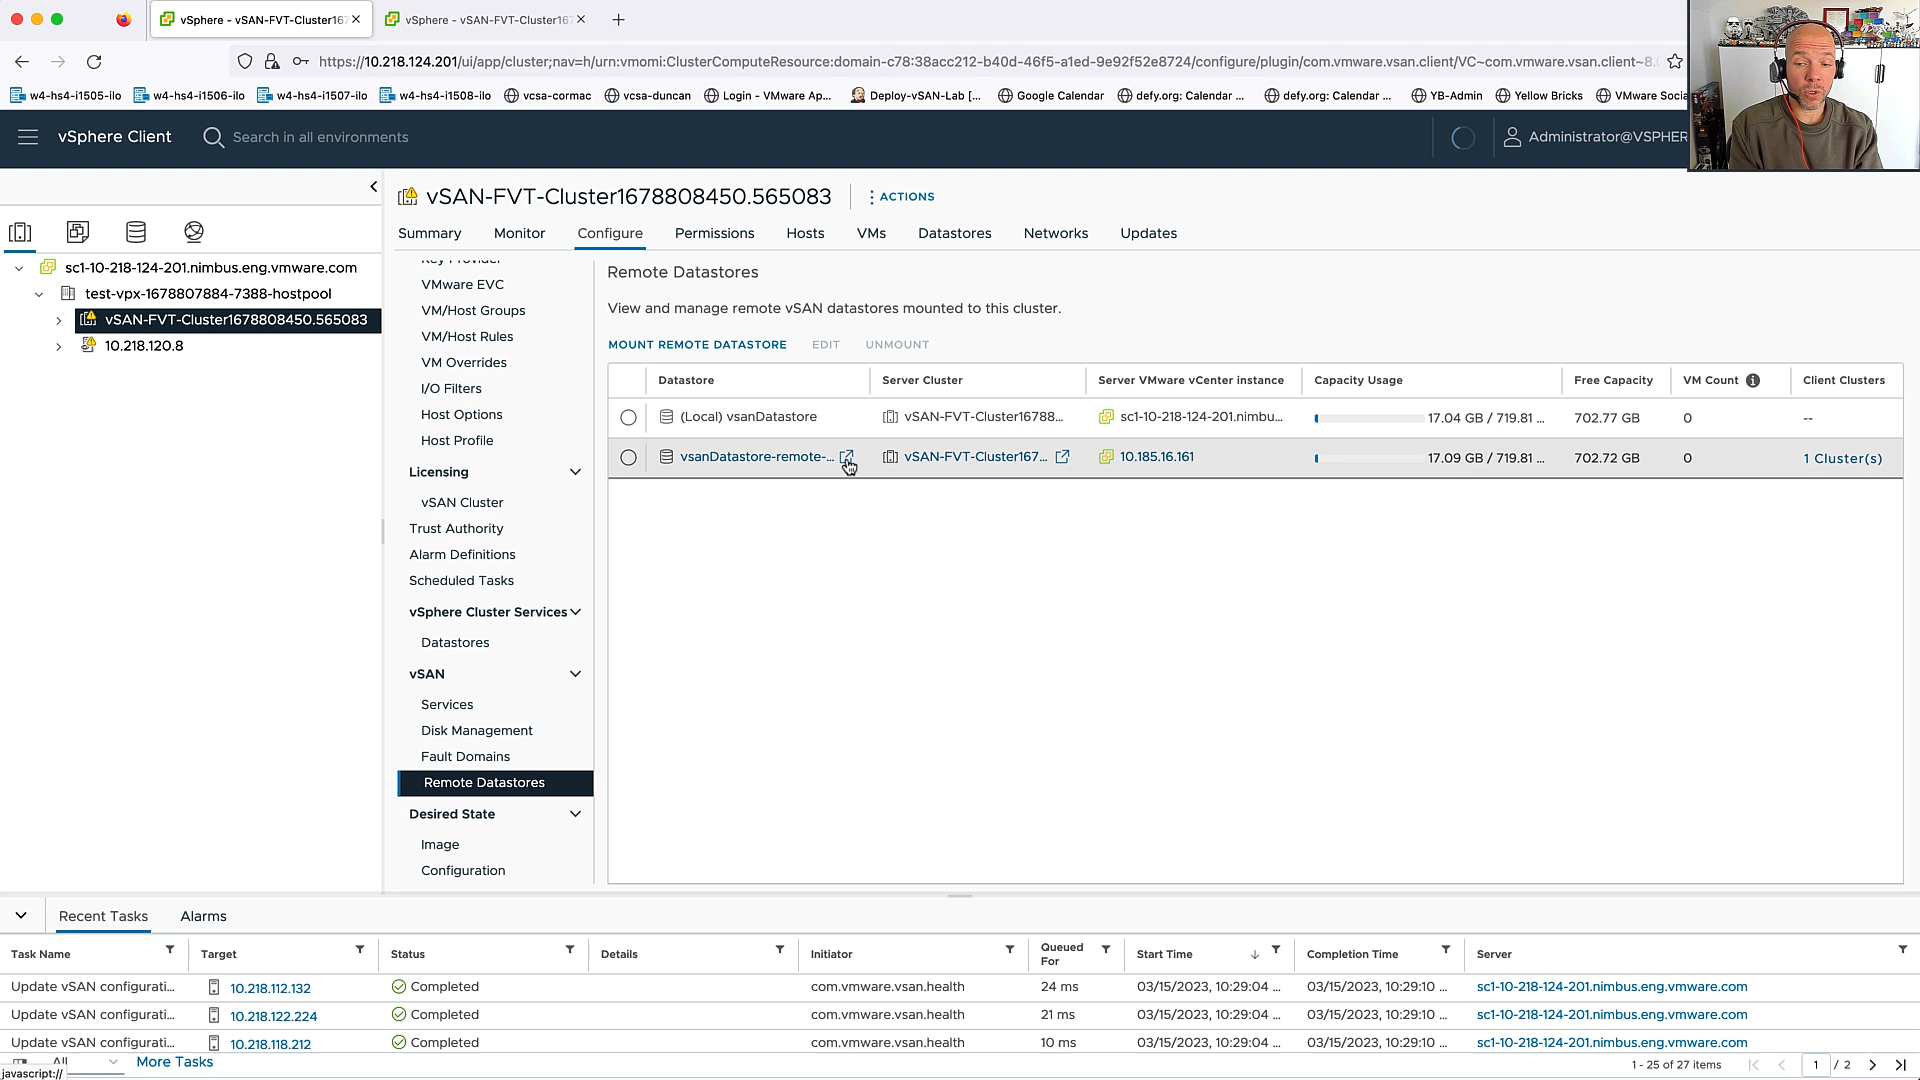 vSphere - vSAN-FVT-Cluster167
vSphere - vSAN-FVT-Cluster167
https://10.218.124.201/ui/app/cluster;nav=h/urn:vmomi:ClusterComputeResource:domain-c78:38acc212-b40d-46f5-a1ed-9e92f52e8724/configure/plugin/com.vmware.vsan.client/VC~com.vmware.vsan.client~8.
w4-hs4-i1505-ilo
w4-hs4-i1506-ilo
w4-hs4-i1507-ilo
w4-hs4-i1508-ilo
vcsa-cormac
vcsa-duncan
Login - VMware Ap...
Deploy-vSAN-Lab [...
Google Calendar
defy.org: Calendar ...
defy.org: Calendar ...
YB-Admin
Yellow Bricks
VMware Socia
vSphere Client
Search in all environments
Administrator@VSPHER
vSAN-FVT-Cluster1678808450.565083
ACTIONS
Summary
Monitor
Configure
Permissions
Hosts
VMs
Datastores
Networks
Updates
sc1-10-218-124-201.nimbus.eng.vmware.com
test-vpx-1678807884-7388-hostpool
vSAN-FVT-Cluster1678808450.565083
10.218.120.8
Key Provider
VMware EVC
VM/Host Groups
VM/Host Rules
VM Overrides
I/O Filters
Host Options
Host Profile
Licensing
vSAN Cluster
Trust Authority
Alarm Definitions
Scheduled Tasks
vSphere Cluster Services
Datastores
vSAN
Services
Disk Management
Fault Domains
Remote Datastores
Desired State
Image
Configuration
Remote Datastores
View and manage remote vSAN datastores mounted to this cluster.
MOUNT REMOTE DATASTORE
EDIT
UNMOUNT
Datastore
Server Cluster
Server VMware vCenter instance
Capacity Usage
Free Capacity
VM Count
Client Clusters
(Local) vsanDatastore
vSAN-FVT-Cluster16788...
sc1-10-218-124-201.nimbu...
17.04 GB / 719.81 ...
702.77 GB
0
--
vsanDatastore-remote-...
vSAN-FVT-Cluster167...
10.185.16.161
17.09 GB / 719.81 ...
702.72 GB
0
1 Cluster(s)
Recent Tasks
Alarms
Task Name
Target
Status
Details
Initiator
Queued For
Start Time
Completion Time
Server
Update vSAN configurati...
10.218.112.132
Completed
com.vmware.vsan.health
24 ms
03/15/2023, 10:29:04 ...
03/15/2023, 10:29:10 ...
sc1-10-218-124-201.nimbus.eng.vmware.com
Update vSAN configurati...
10.218.122.224
Completed
com.vmware.vsan.health
21 ms
03/15/2023, 10:29:04 ...
03/15/2023, 10:29:10 ...
sc1-10-218-124-201.nimbus.eng.vmware.com
Update vSAN configurati...
10.218.118.212
Completed
com.vmware.vsan.health
10 ms
03/15/2023, 10:29:04 ...
03/15/2023, 10:29:10 ...
sc1-10-218-124-201.nimbus.eng.vmware.com
All
More Tasks
1 - 25 of 27 items
1 / 2
javascript://